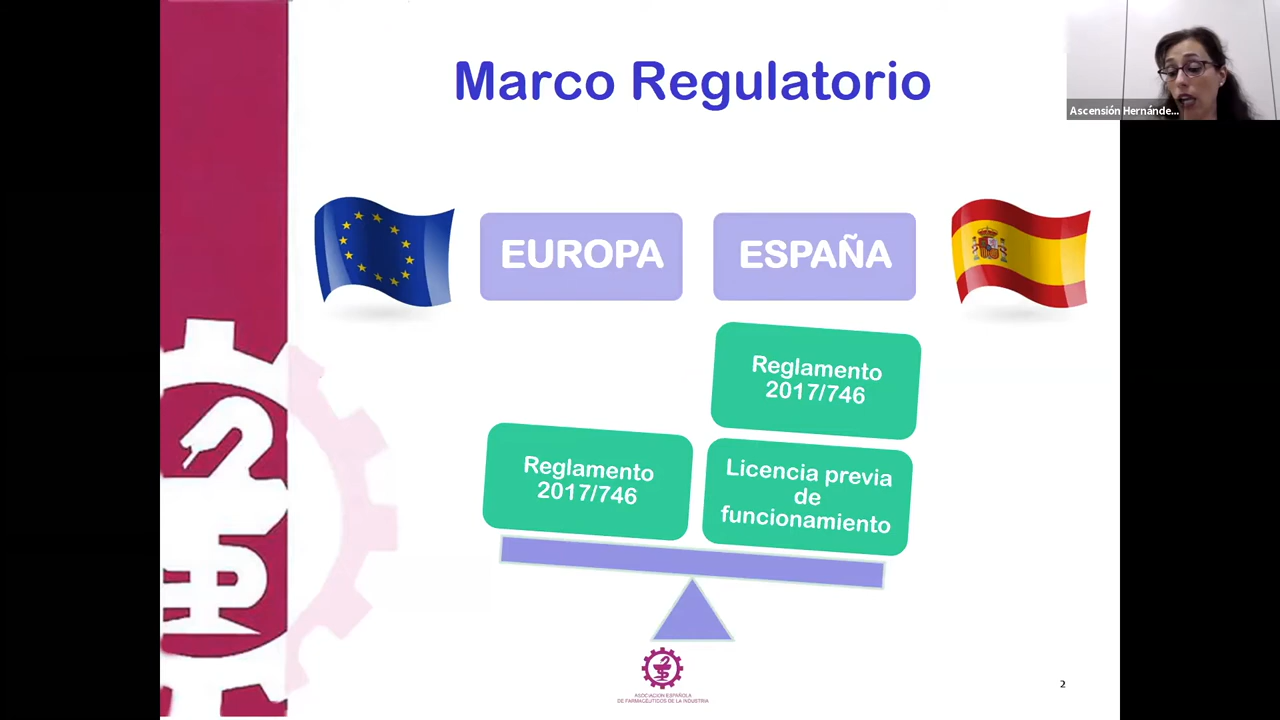 Marco Regulatorio
Ascensión Hernánde...
EUROPA
ESPAÑA
Reglamento
2017/746
Reglamento
2017/746
Licencia previa
de
funcionamiento
ASOCIACION ESPAÑOLA
DE FARMACÉUTICOS DE LA INDUSTRIA
2